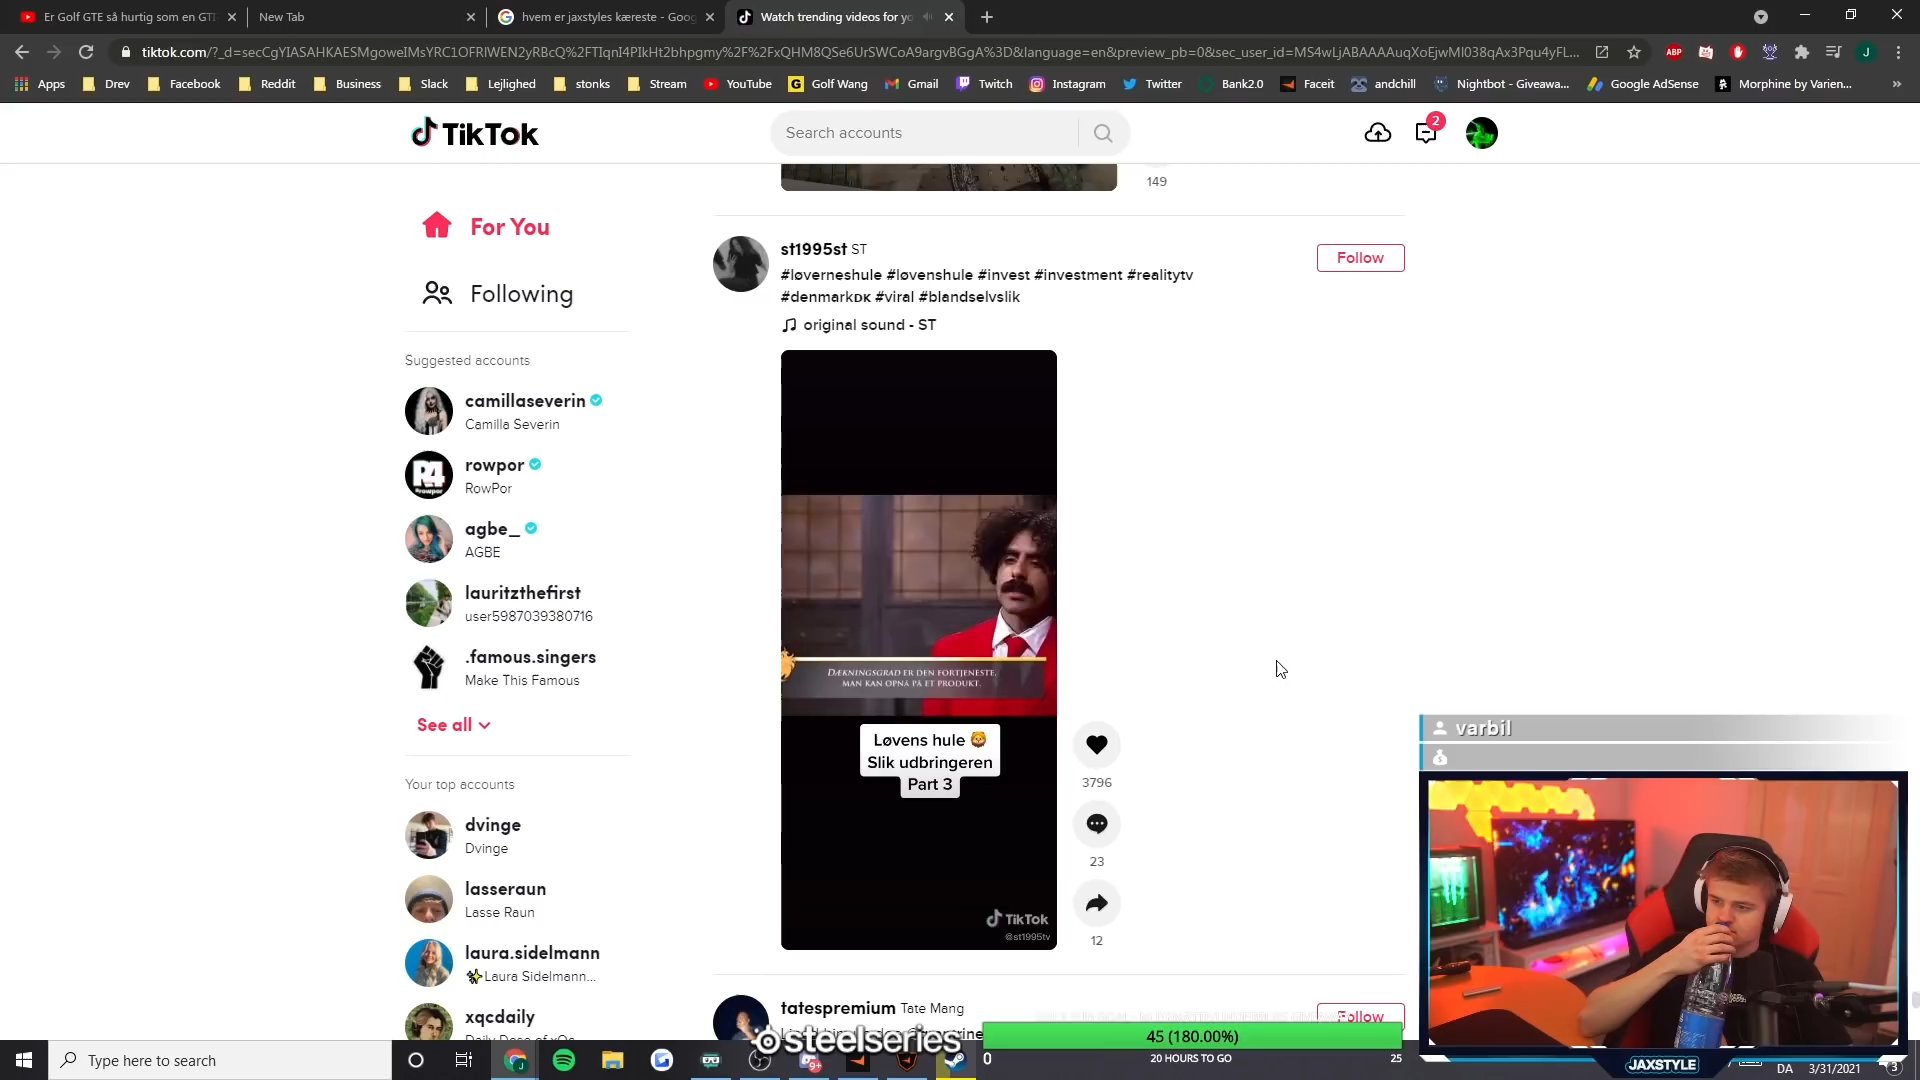 Er Golf GTE så hurtig som en GTI
New Tab
hvem er jaxstyles kæreste - Goog
Watch trending videos for yo
tiktok.com
Apps
Drev
Facebook
Reddit
Business
Slack
Lejlighed
stonks
Stream
YouTube
Golf Wang
Gmail
Twitch
Instagram
Twitter
Bank2.0
Faceit
andchill
Nightbot - Giveawa...
Google AdSense
Morphine by Varien...
TikTok
Search accounts
2
149
For You
Following
Suggested accounts
camillaseverin
Camilla Severin
rowpor
RowPor
agbe_
AGBE
lauritzthefirst
user5987039380716
.famous.singers
Make This Famous
See all
Your top accounts
dvinge
Dvinge
lasseraun
Lasse Raun
laura.sidelmann
✨Laura Sidelmann...
xqcdaily
st1995st ST
Follow
#løverneshule #løvenshule #invest #investment #realitytv
#denmarkᴅᴋ #viral #blandselvslik
original sound - ST
DÆKNINGSGRAD ER DEN FORTJENESTE,
MAN KAN OPNÅ PÅ ET PRODUKT.
Løvens hule 🦁
Slik udbringeren
Part 3
3796
23
12
TikTok
@st1995tv
tatespremium Tate Mang
Follow
steelseries
45 (180.00%)
0
20 HOURS TO GO
25
varbil
JAXSTYLE
Type here to search
9+
DA
3/31/2021
3